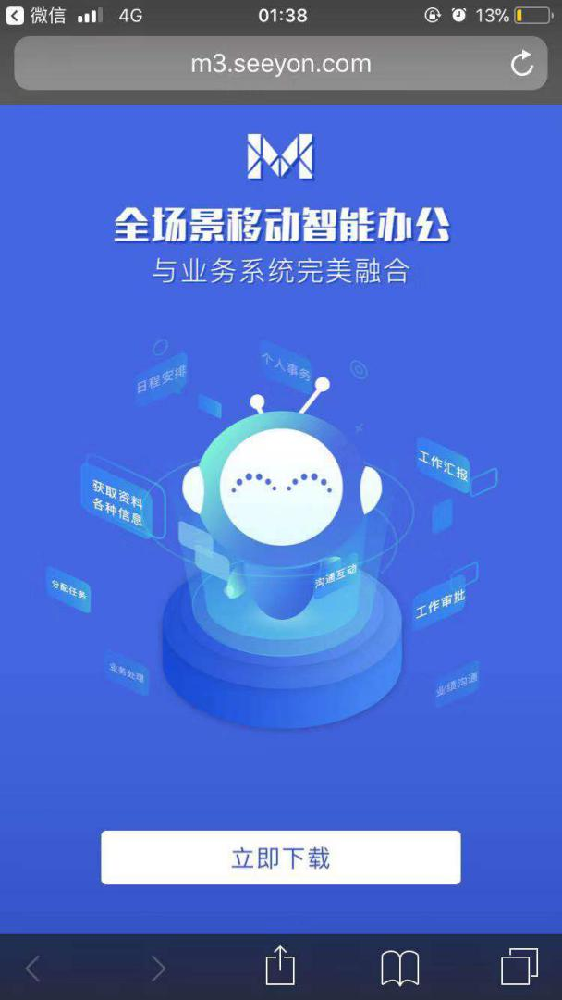 微信 4G 01:38 13%
m3.seeyon.com
M
全场景移动智能办公
与业务系统完美融合
个人事务
日程安排
工作汇报
获取资料
各种信息
沟通互动
分配任务
工作审批
业务处理
业绩沟通
立即下载